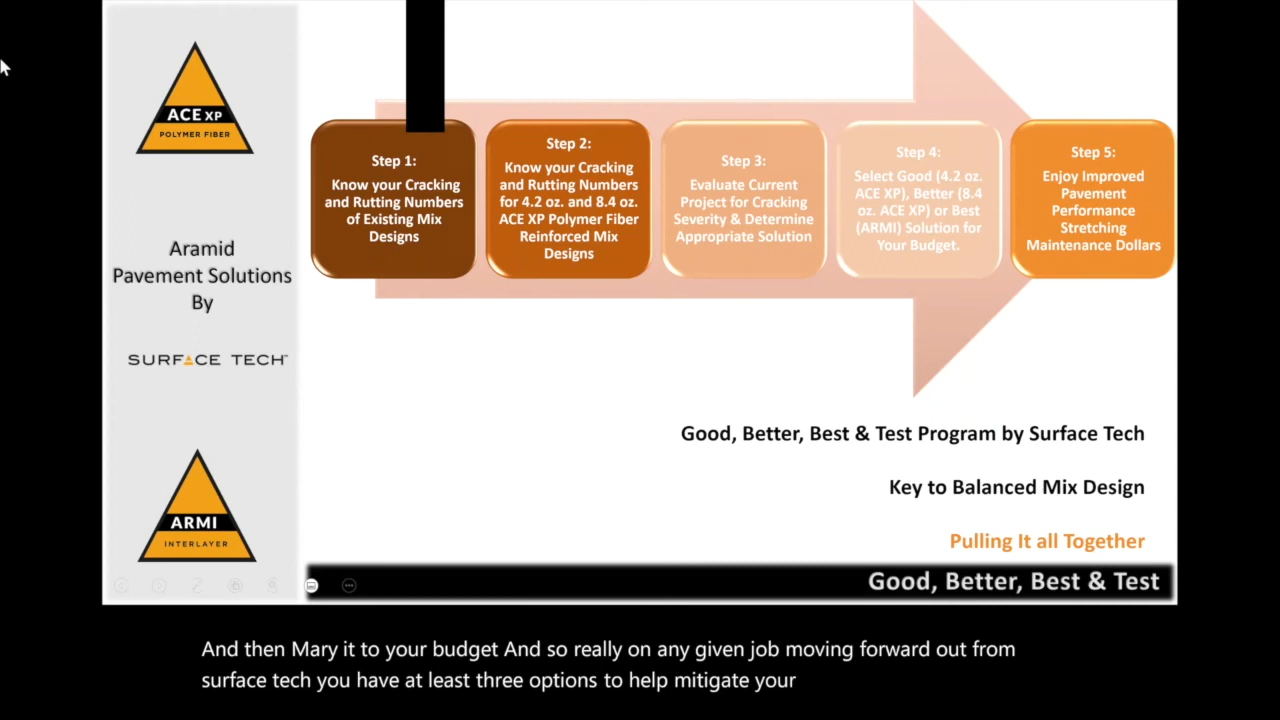 ACE XP
POLYMER FIBER
Aramid
Pavement Solutions
By
SURFACE TECH
ARMI
INTERLAYER
Step 1:
Know your Cracking
and Rutting Numbers
of Existing Mix
Designs
Step 2:
Know your Cracking
and Rutting Numbers
for 4.2 oz. and 8.4 oz.
ACE XP Polymer Fiber
Reinforced Mix
Designs
Step 3:
Evaluate Current
Project for Cracking
Severity & Determine
Appropriate Solution
Step 4:
Select Good (4.2 oz.
ACE XP), Better (8.4
oz. ACE XP) or Best
(ARMI) Solution for
Your Budget.
Step 5:
Enjoy Improved
Pavement
Performance
Stretching
Maintenance Dollars
Good, Better, Best & Test Program by Surface Tech
Key to Balanced Mix Design
Pulling It all Together
Good, Better, Best & Test
And then Mary it to your budget And so really on any given job moving forward out from
surface tech you have at least three options to help mitigate your